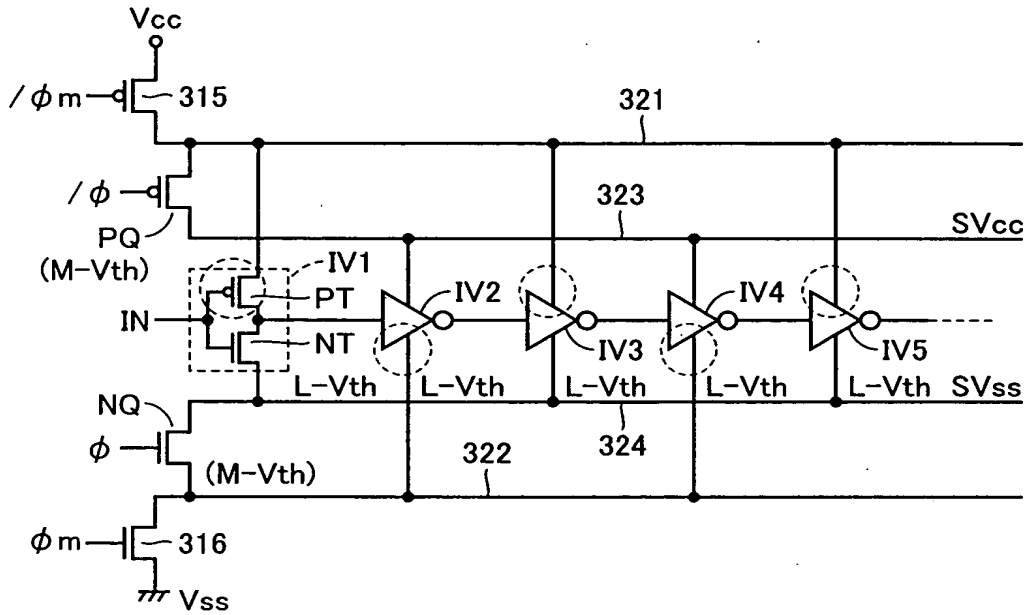 Vcc
/φm
315
321
/φ
323
PQ
SVcc
(M-Vth)
IV1
PT
IV2
IV4
IN
NT
IV3
IV5
NQ
L-Vth
L-Vth
L-Vth
L-Vth
L-Vth
SVss
φ
324
(M-Vth)
322
φm
316
Vss